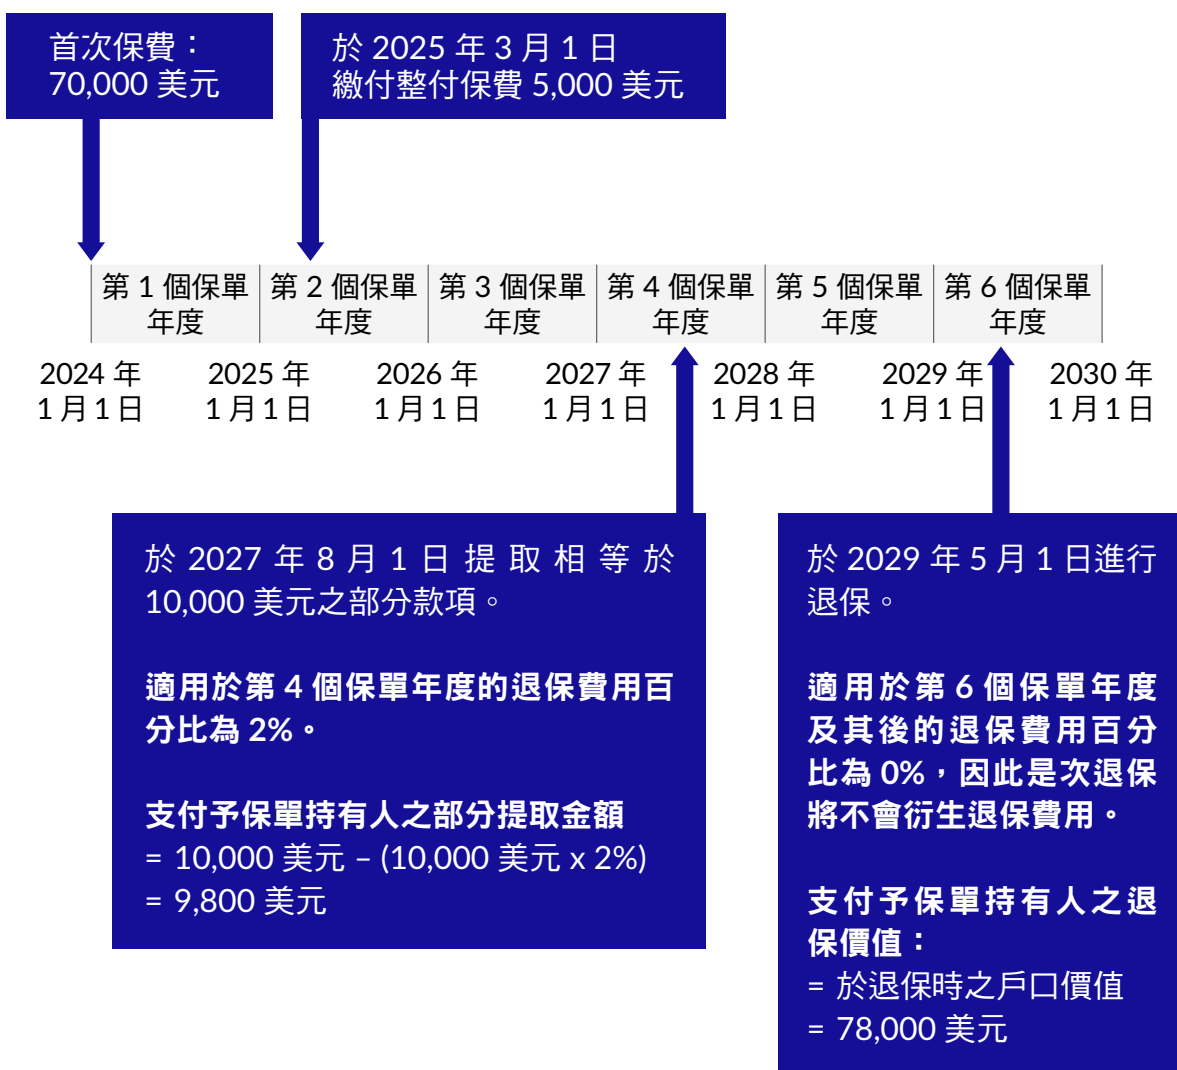 首次保費：
70,000 美元
於 2025 年 3 月 1 日
繳付整付保費 5,000 美元
第 1 個保單
年度
第 2 個保單
年度
第 3 個保單
年度
第 4 個保單
年度
第 5 個保單
年度
第 6 個保單
年度
2024 年
1 月 1 日
2025 年
1 月 1 日
2026 年
1 月 1 日
2027 年
1 月 1 日
2028 年
1 月 1 日
2029 年
1 月 1 日
2030 年
1 月 1 日
於 2027 年 8 月 1 日 提 取 相 等 於
10,000 美元之部分款項。
適用於第 4 個保單年度的退保費用百
分比為 2%。
支付予保單持有人之部分提取金額
= 10,000 美元 – (10,000 美元 x 2%)
= 9,800 美元
於 2029 年 5 月 1 日進行
退保。
適用於第 6 個保單年度
及其後的退保費用百分
比為 0%，因此是次退保
將不會衍生退保費用。
支付予保單持有人之退
保價值：
= 於退保時之戶口價值
= 78,000 美元